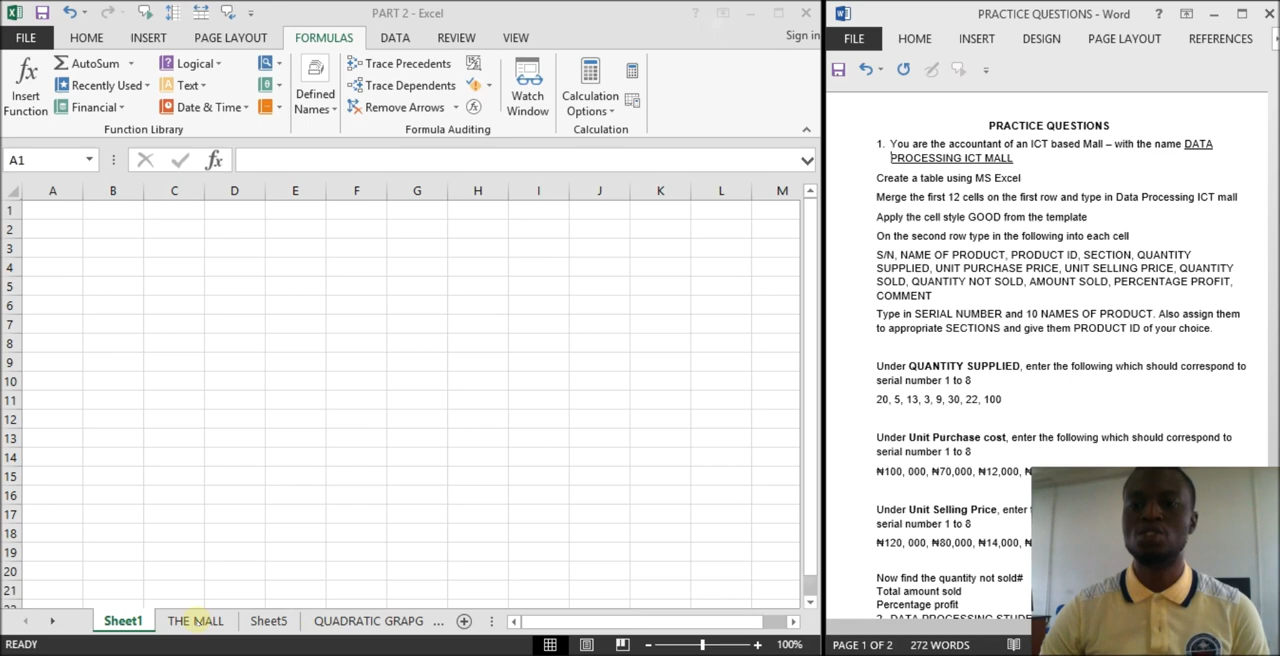 PART 2 - Excel
FILE HOME INSERT PAGE LAYOUT FORMULAS DATA REVIEW VIEW Sign in
fx Insert Function
AutoSum
Recently Used
Financial
Logical
Text
Date & Time
Function Library
Defined Names
Trace Precedents
Trace Dependents
Remove Arrows
fx
Formula Auditing
Watch Window
Calculation Options
Calculation
A1 fx
A B C D E F G H I J K L M
1
2
3
4
5
6
7
8
9
10
11
12
13
14
15
16
17
18
19
20
21
Sheet1 THE MALL Sheet5 QUADRATIC GRAPG ...
READY 100%
PRACTICE QUESTIONS - Word ?
FILE HOME INSERT DESIGN PAGE LAYOUT REFERENCES
PRACTICE QUESTIONS
1. You are the accountant of an ICT based Mall – with the name DATA
PROCESSING ICT MALL
Create a table using MS Excel
Merge the first 12 cells on the first row and type in Data Processing ICT mall
Apply the cell style GOOD from the template
On the second row type in the following into each cell
S/N, NAME OF PRODUCT, PRODUCT ID, SECTION, QUANTITY
SUPPLIED, UNIT PURCHASE PRICE, UNIT SELLING PRICE, QUANTITY
SOLD, QUANTITY NOT SOLD, AMOUNT SOLD, PERCENTAGE PROFIT,
COMMENT
Type in SERIAL NUMBER and 10 NAMES OF PRODUCT. Also assign them
to appropriate SECTIONS and give them PRODUCT ID of your choice.
Under QUANTITY SUPPLIED, enter the following which should correspond to
serial number 1 to 8
20, 5, 13, 3, 9, 30, 22, 100
Under Unit Purchase cost, enter the following which should correspond to
serial number 1 to 8
₦100, 000, ₦70,000, ₦12,000, ₦
Under Unit Selling Price, enter
serial number 1 to 8
₦120, 000, ₦80,000, ₦14,000, ₦
Now find the quantity not sold#
Total amount sold
Percentage profit
2. DATA PROCESSING STUDE
PAGE 1 OF 2 272 WORDS